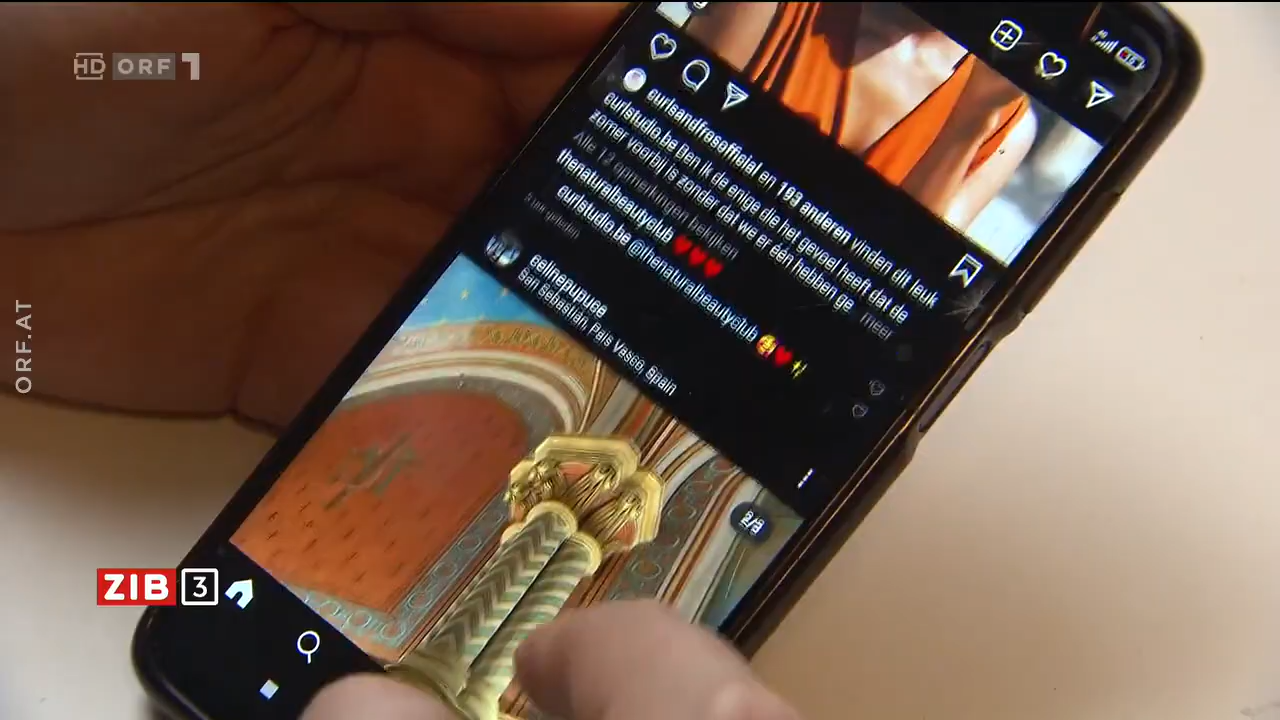 HD ORF 1
ORF.AT
curlsandfrosofficial en 193 anderen vinden dit leuk
curlstudio.be Ben ik de enige die het gevoel heeft dat de
zomer voorbij is zonder dat we er één hebben ge meer
Alle 12 opmerkingen bekijken
thenaturalbeautyclub ❤️❤️❤️
curlstudio.be @thenaturalbeautyclub
celinepupuce
San Sebastián, País Vasco, Spain
2/3
ZIB 3